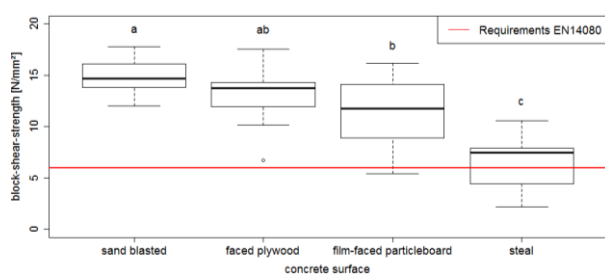 20
15
10
5
0
block-shear-strength [N/mm²]
a
ab
b
c
Requirements EN14080
sand blasted
faced plywood
film-faced particleboard
steal
concrete surface